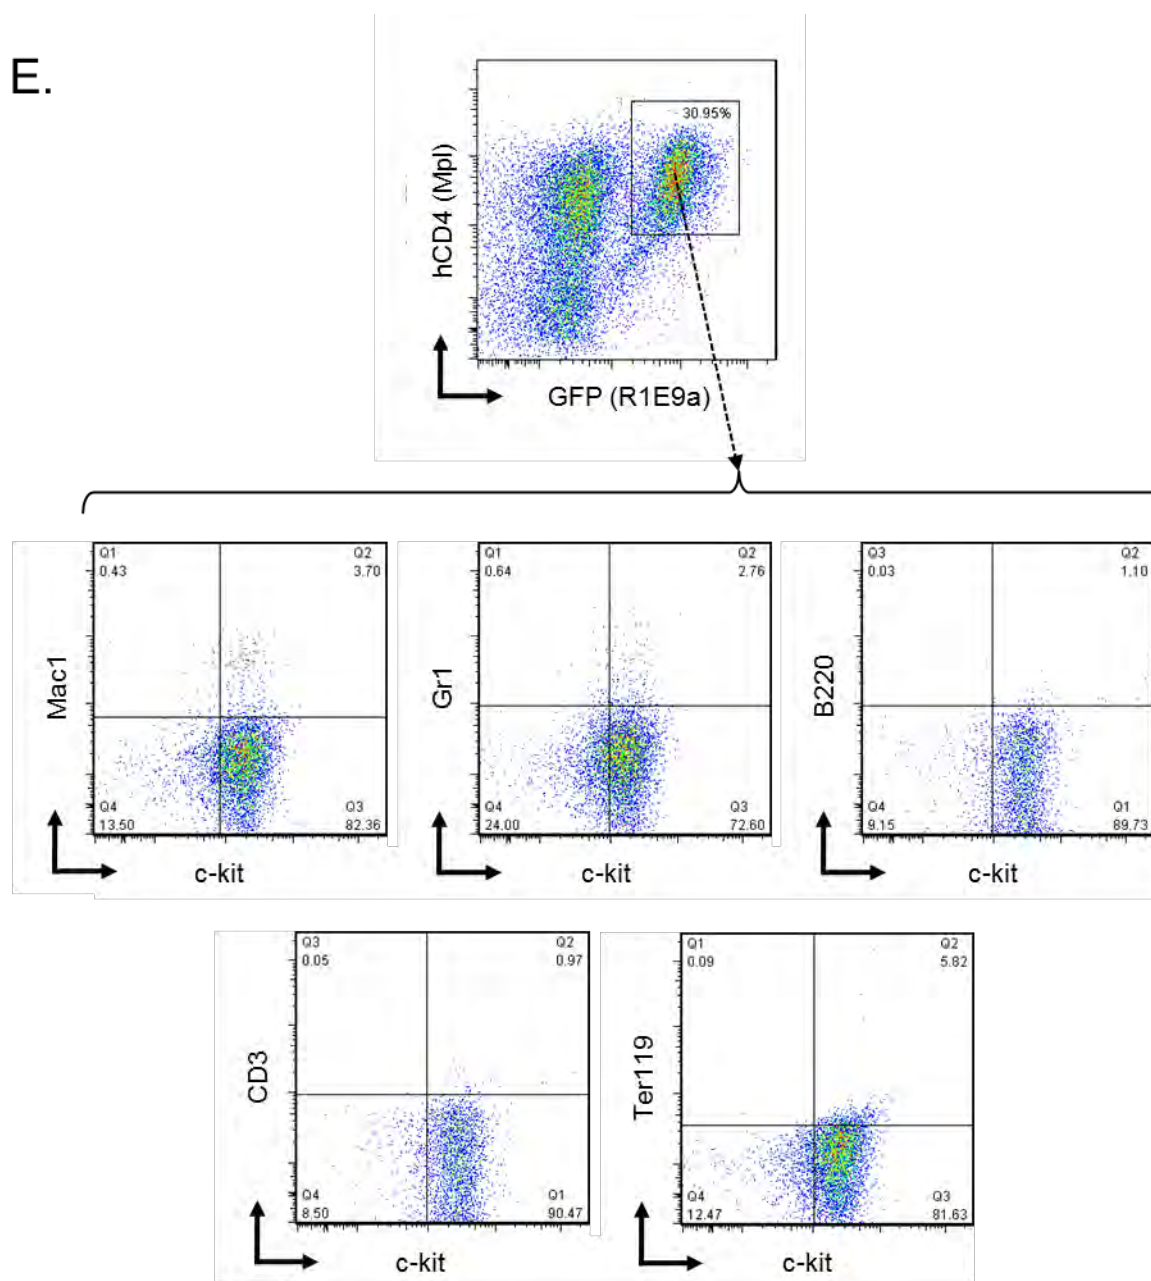 E.
30.95%
hCD4 (Mpl)
GFP (R1E9a)
Q1
0.43
Q2
3.70
Mac1
Q4
13.50
Q3
82.36
c-kit
Q1
0.64
Q2
2.76
Gr1
Q4
24.00
Q3
72.60
c-kit
Q3
0.03
Q2
1.10
B220
Q4
9.15
Q1
89.73
c-kit
Q3
0.05
Q2
0.97
CD3
Q4
8.50
Q1
90.47
c-kit
Q1
0.09
Q2
5.82
Ter119
Q4
12.47
Q3
81.63
c-kit